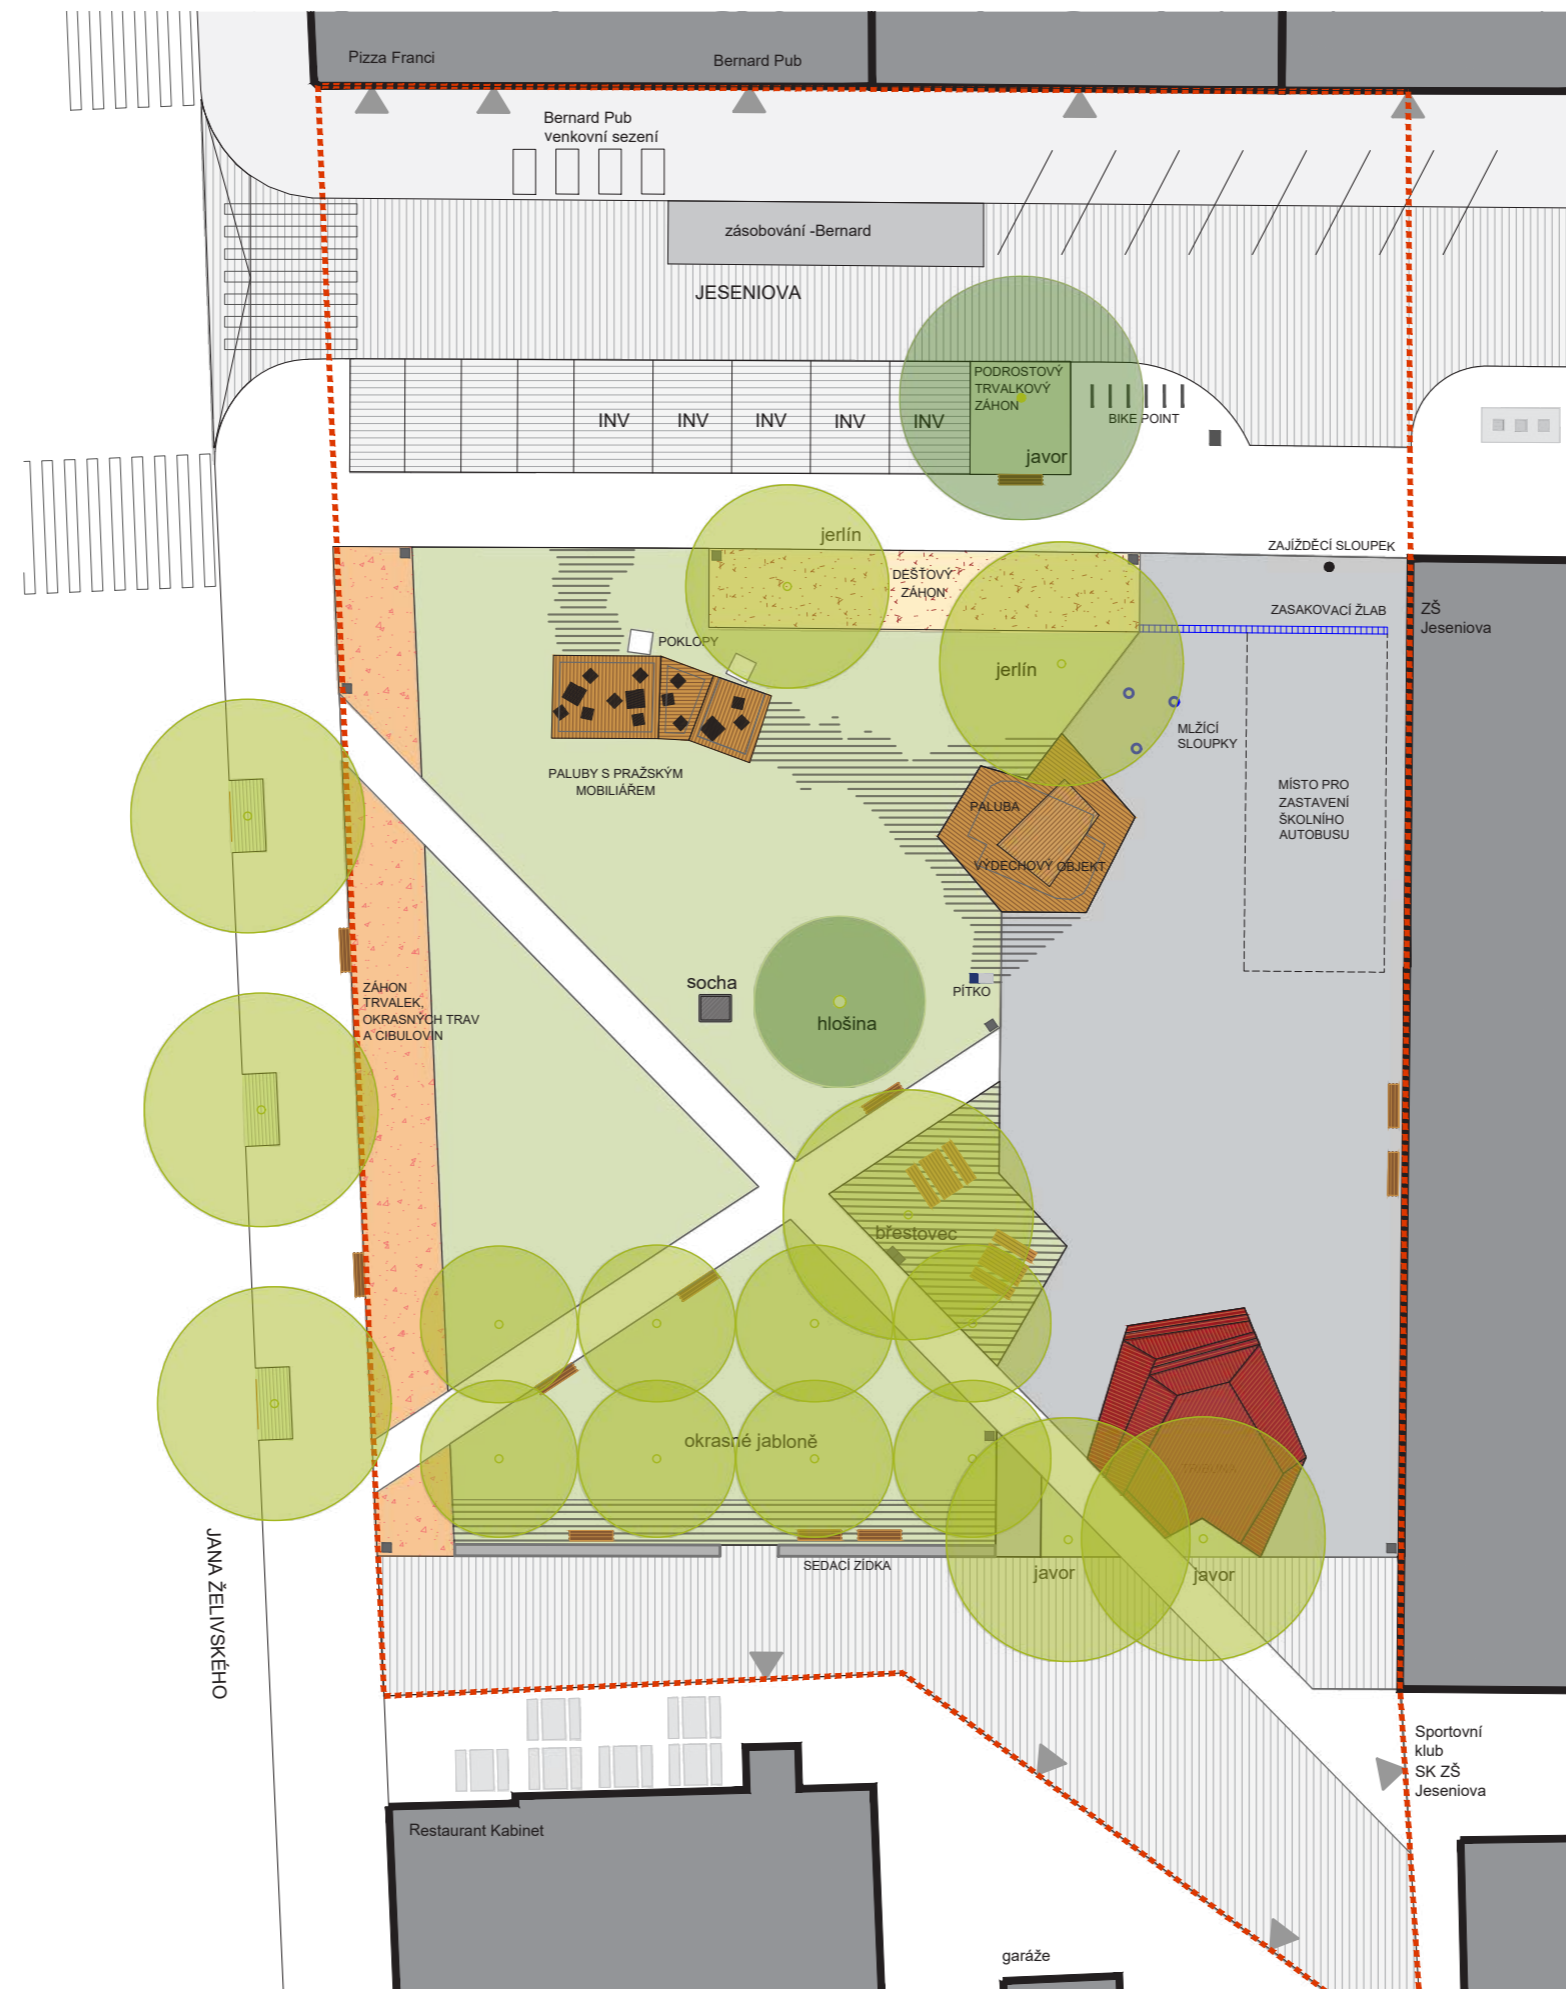 Pizza Franci
Bernard Pub
Bernard Pub
venkovní sezení
zásobování -Bernard
JESENIOVA
PODROSTOVÝ
TRVALKOVÝ
ZÁHON
INV
INV
INV
INV
INV
BIKE POINT
javor
jerlín
ZAJÍŽDĚCÍ SLOUPEK
DEŠŤOVÝ
ZÁHON
ZASAKOVACÍ ŽLAB
ZŠ
Jeseniova
POKLOPY
jerlín
MLŽÍCÍ
SLOUPKY
PALUBY S PRAŽSKÝM
MOBILIÁŘEM
MÍSTO PRO
ZASTAVENÍ
ŠKOLNÍHO
AUTOBUSU
PALUBA
VÝDECHOVÝ OBJEKT
socha
PÍTKO
ZÁHON
TRVALEK,
OKRASNÝCH TRAV
A CIBULOVIN
hlošina
břestovec
okrasné jabloně
TRIBUNA
JANA ŽELIVSKÉHO
SEDACÍ ZÍDKA
javor
javor
Sportovní
klub
SK ZŠ
Jeseniova
Restaurant Kabinet
garáže